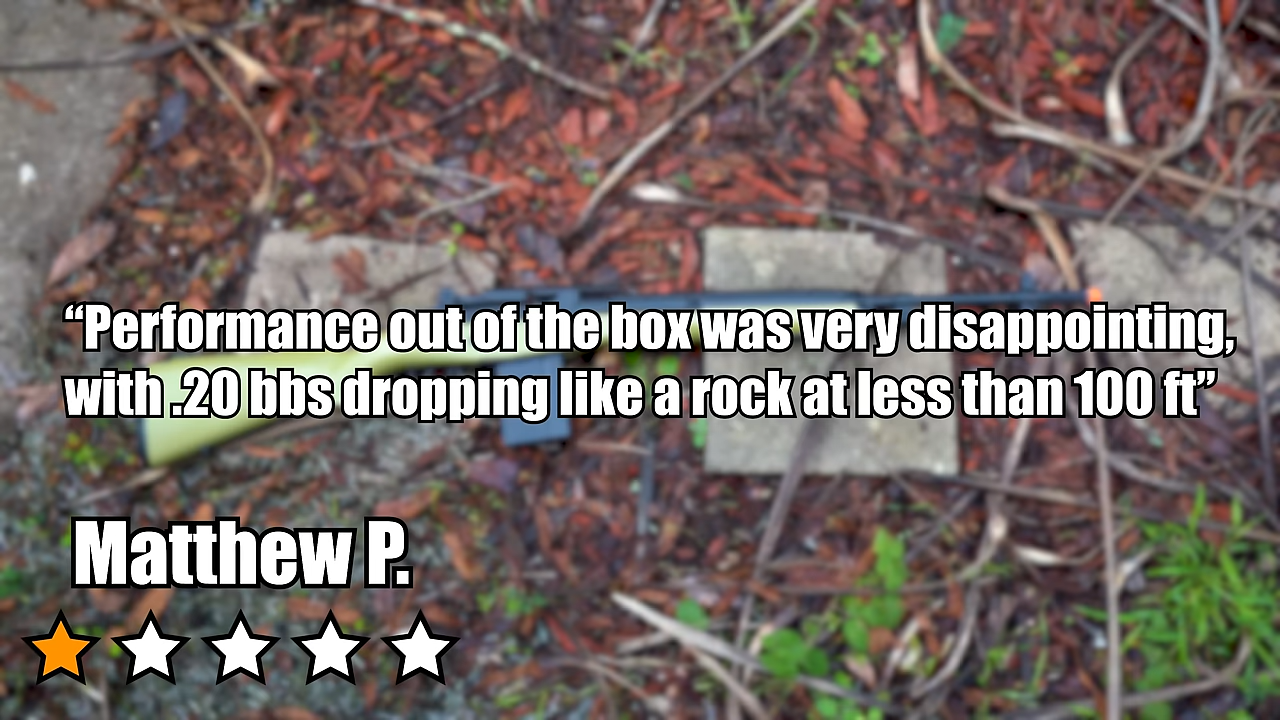 “Performance out of the box was very disappointing,
with .20 bbs dropping like a rock at less than 100 ft”
Matthew P.